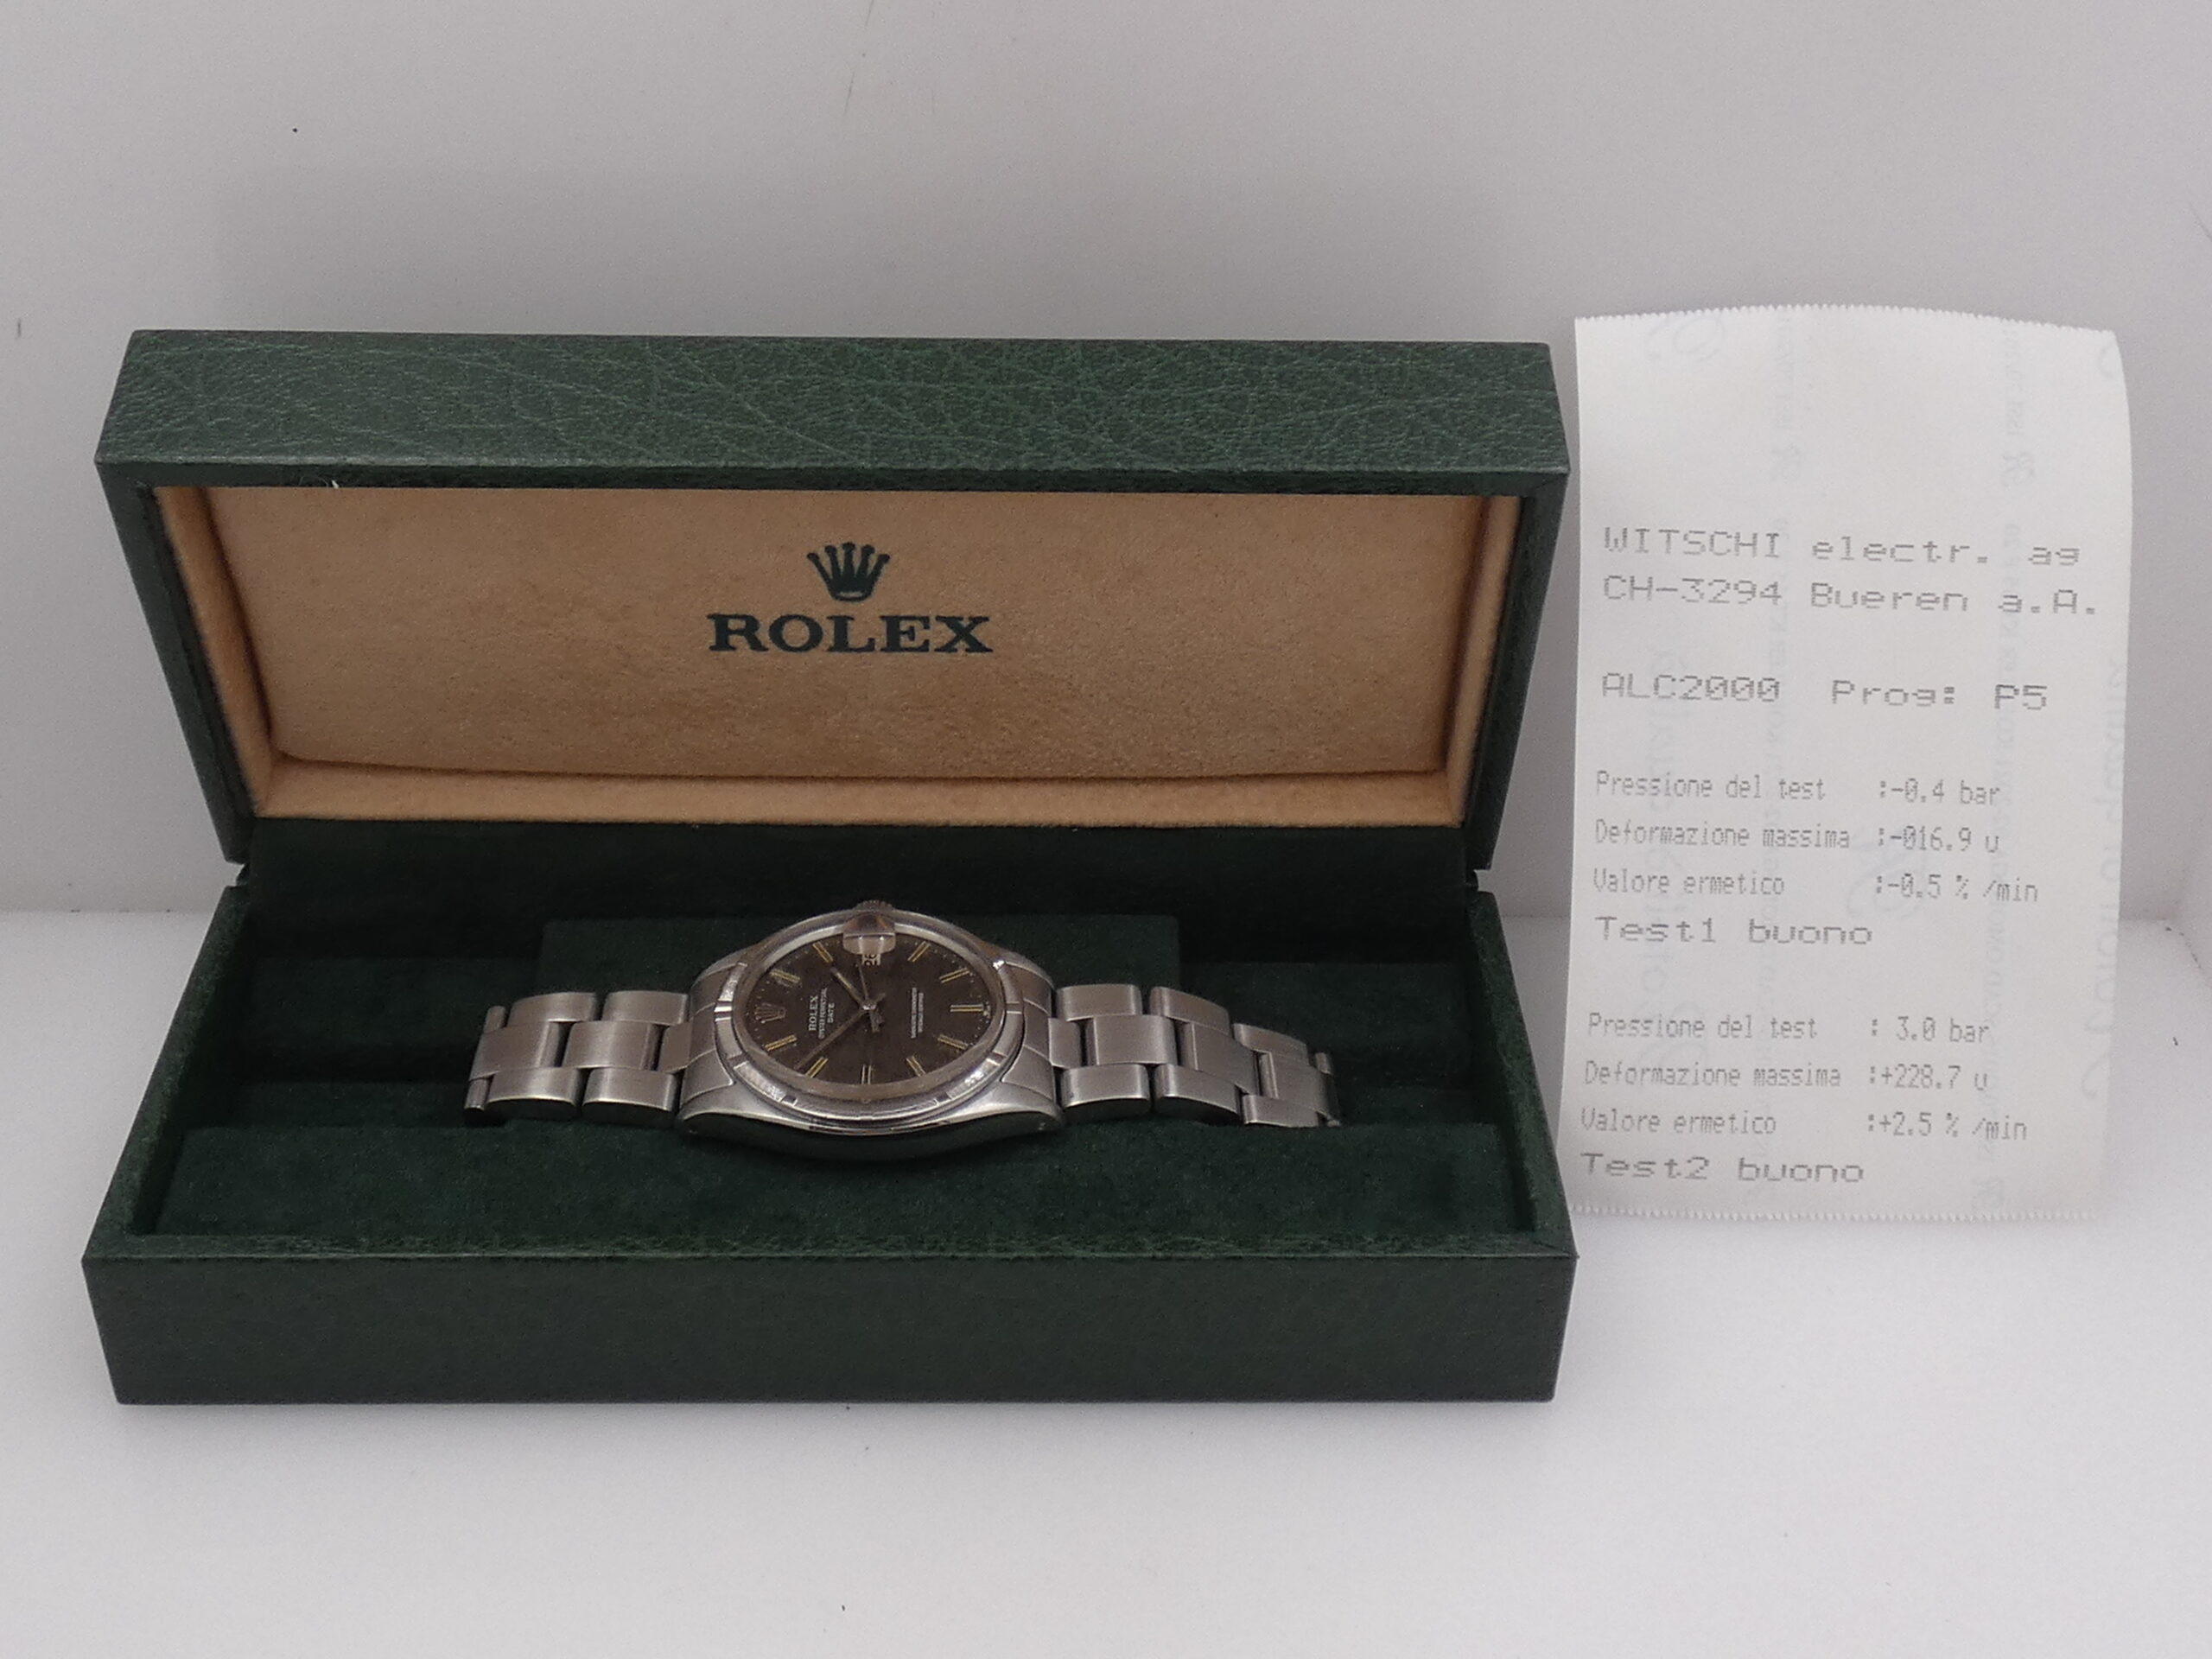 ROLEX
ROLEX
OYSTER PERPETUAL
DATE
WITSCHI electr. ag
CH-3294 Bueren a.A.
ALC2000 Prog: P5
Pressione del test :-0.4 bar
Deformazione massima :-016.9 u
Valore ermetico :-0.5 % /min
Test1 buono
Pressione del test : 3.0 bar
Deformazione massima :+228.7 u
Valore ermetico :+2.5 % /min
Test2 buono